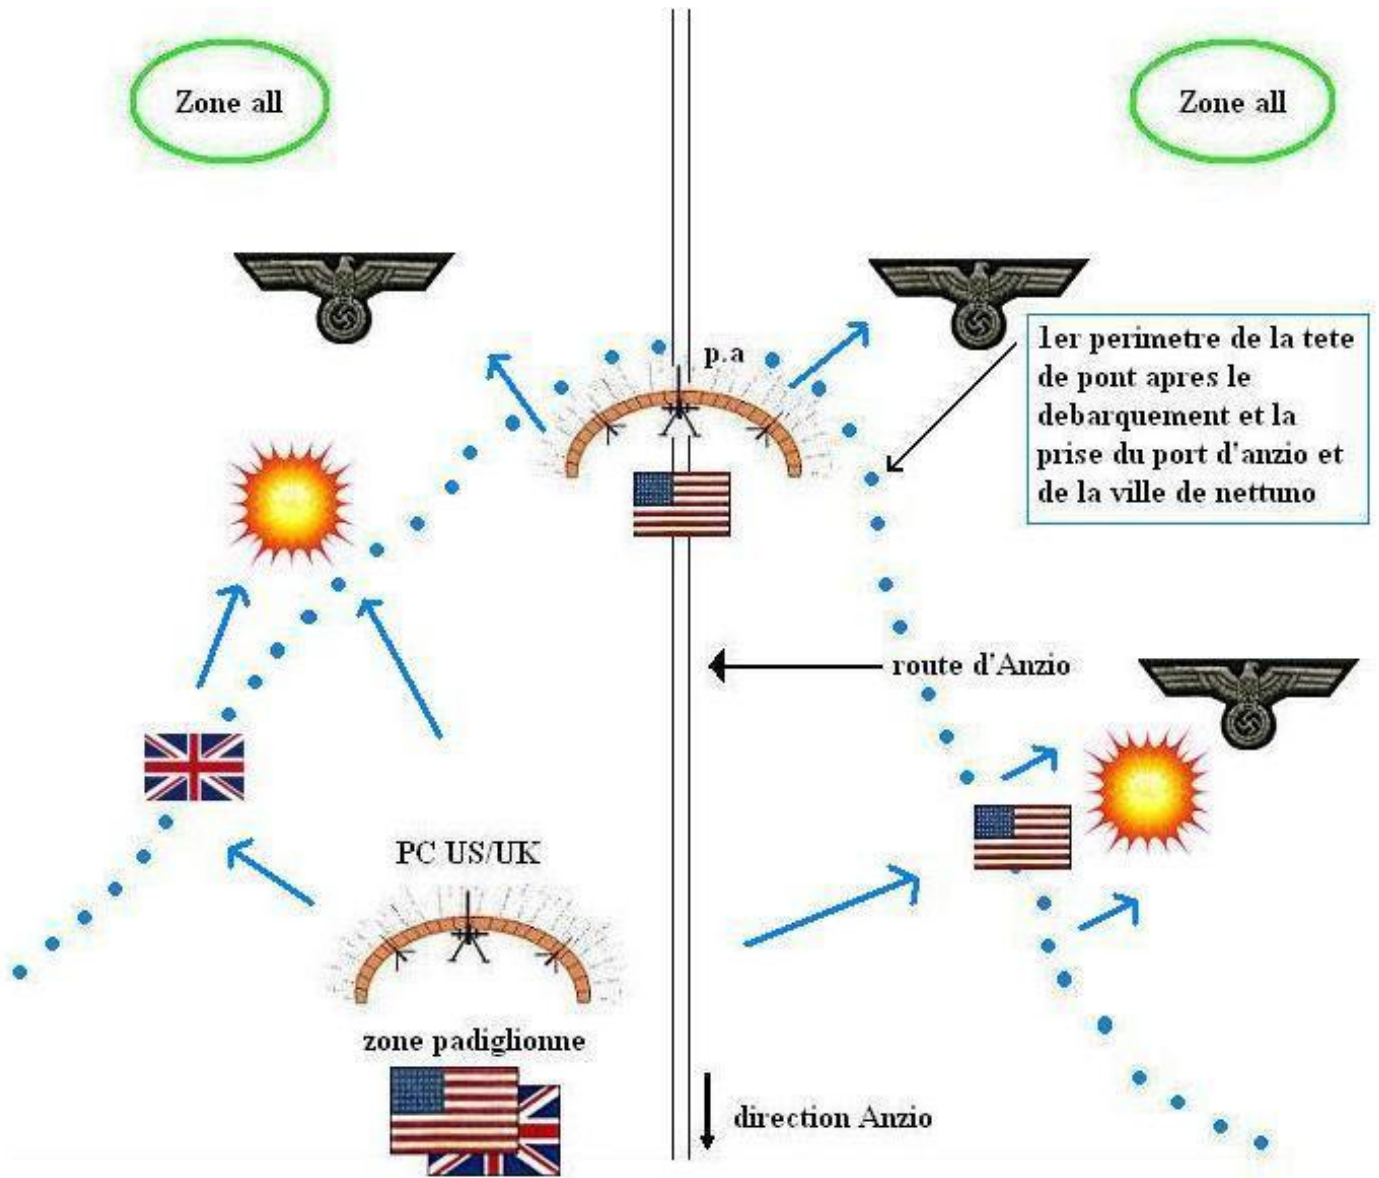 Zone all
Zone all
p.a
1er perimetre de la tete
de pont apres le
debarquement et la
prise du port d'anzio et
de la ville de nettuno
route d'Anzio
PC US/UK
zone padiglionne
direction Anzio